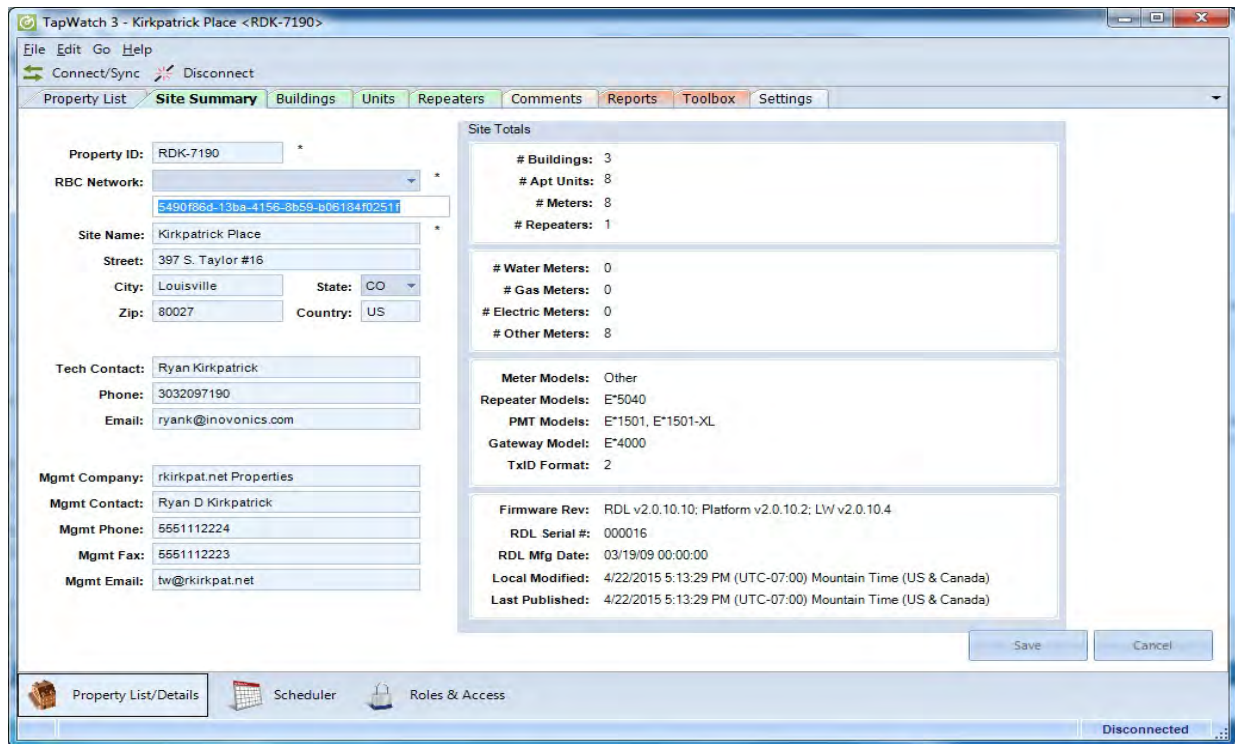 TapWatch 3 - Kirkpatrick Place <RDK-7190>
File Edit Go Help
Connect/Sync Disconnect
Property List Site Summary Buildings Units Repeaters Comments Reports Toolbox Settings
Property ID: RDK-7190 *
RBC Network: *
5490f86d-13ba-4156-8b59-b06184f0251f
Site Name: Kirkpatrick Place *
Street: 397 S. Taylor #16
City: Louisville State: CO
Zip: 80027 Country: US
Tech Contact: Ryan Kirkpatrick
Phone: 3032097190
Email: ryank@inovonics.com
Mgmt Company: rkirkpat.net Properties
Mgmt Contact: Ryan D Kirkpatrick
Mgmt Phone: 5551112224
Mgmt Fax: 5551112223
Mgmt Email: tw@rkirkpat.net
Site Totals
# Buildings: 3
# Apt Units: 8
# Meters: 8
# Repeaters: 1
# Water Meters: 0
# Gas Meters: 0
# Electric Meters: 0
# Other Meters: 8
Meter Models: Other
Repeater Models: E*5040
PMT Models: E*1501, E*1501-XL
Gateway Model: E*4000
TxID Format: 2
Firmware Rev: RDL v2.0.10.10; Platform v2.0.10.2; LW v2.0.10.4
RDL Serial #: 000016
RDL Mfg Date: 03/19/09 00:00:00
Local Modified: 4/22/2015 5:13:29 PM (UTC-07:00) Mountain Time (US & Canada)
Last Published: 4/22/2015 5:13:29 PM (UTC-07:00) Mountain Time (US & Canada)
Save Cancel
Property List/Details Scheduler Roles & Access
Disconnected